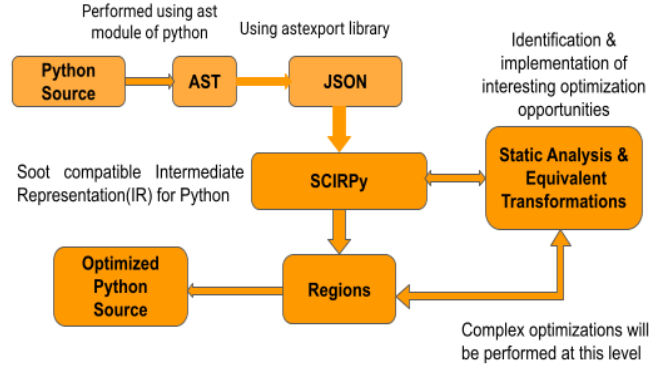 Performed using ast
module of python
Using astexport library
Identification &
implementation of
interesting optimization
opportunities
Python
Source
AST
JSON
Soot compatible Intermediate
Representation(IR) for Python
SCIRPy
Static Analysis &
Equivalent
Transformations
Optimized
Python
Source
Regions
Complex optimizations will
be performed at this level